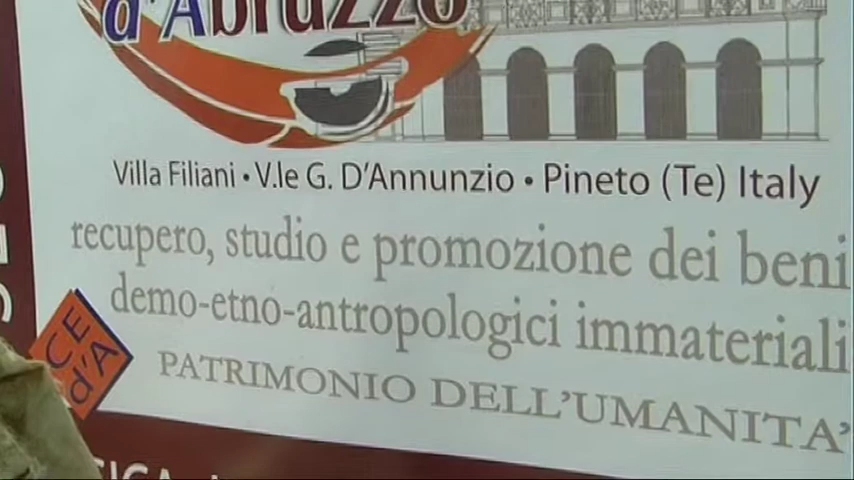 d'Abruzzo
Villa Filiani • V.le G. D'Annunzio • Pineto (Te) Italy
recupero, studio e promozione dei beni
demo-etno-antropologici immateriali
CE
d'A
PATRIMONIO DELL'UMANITA'